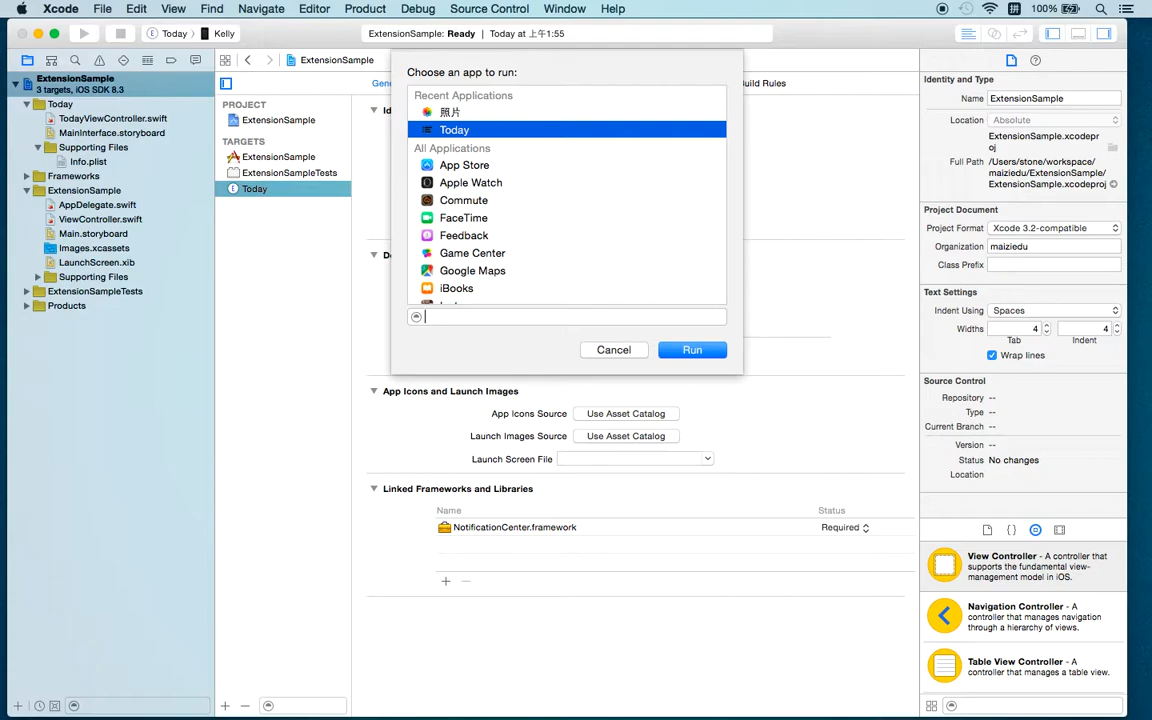 Xcode File Edit View Find Navigate Editor Product Debug Source Control Window Help 100%
Today Kelly ExtensionSample: Ready Today at 上午1:55
ExtensionSample
3 targets, iOS SDK 8.3
Today
TodayViewController.swift
MainInterface.storyboard
Supporting Files
Info.plist
Frameworks
ExtensionSample
AppDelegate.swift
ViewController.swift
Main.storyboard
Images.xcassets
LaunchScreen.xib
Supporting Files
ExtensionSampleTests
Products
ExtensionSample
PROJECT
ExtensionSample
TARGETS
ExtensionSample
ExtensionSampleTests
Today
Choose an app to run:
Recent Applications
照片
Today
All Applications
App Store
Apple Watch
Commute
FaceTime
Feedback
Game Center
Google Maps
iBooks
Cancel Run
App Icons and Launch Images
App Icons Source Use Asset Catalog
Launch Images Source Use Asset Catalog
Launch Screen File
Linked Frameworks and Libraries
Name Status
NotificationCenter.framework Required
Identity and Type
Name ExtensionSample
Location Absolute
ExtensionSample.xcodepr
oj
Full Path /Users/stone/workspace/
maiziedu/ExtensionSample/
ExtensionSample.xcodeproj
Project Document
Project Format Xcode 3.2-compatible
Organization maiziedu
Class Prefix
Text Settings
Indent Using Spaces
Widths 4 4
Tab Indent
Wrap lines
Source Control
Repository --
Type --
Current Branch --
Version --
Status No changes
Location
View Controller - A controller that
supports the fundamental view-
management model in iOS.
Navigation Controller - A
controller that manages navigation
through a hierarchy of views.
Table View Controller - A
controller that manages a table view.